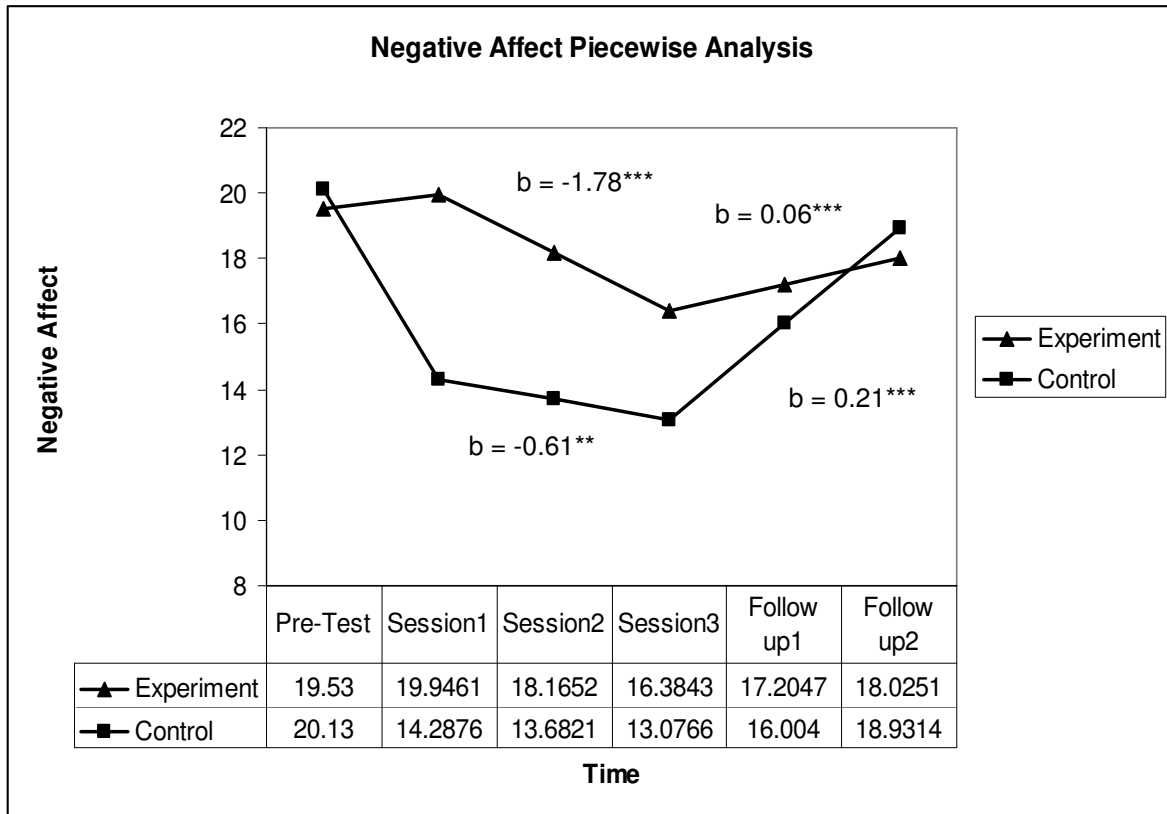 Negative Affect Piecewise Analysis
22
20
18
16
14
12
10
8
Negative Affect
b = -1.78***
b = 0.06***
b = 0.21***
b = -0.61**
Experiment
Control
Pre-Test Session1 Session2 Session3 Follow up1 Follow up2
Experiment 19.53 19.9461 18.1652 16.3843 17.2047 18.0251
Control 20.13 14.2876 13.6821 13.0766 16.004 18.9314
Time